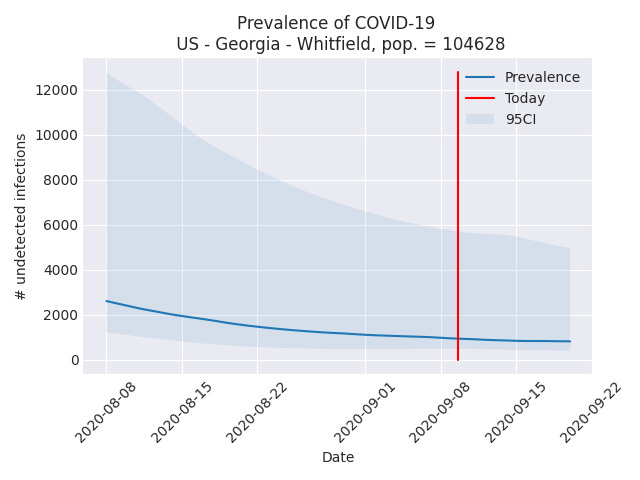 Prevalence of COVID-19
US - Georgia - Whitfield, pop. = 104628
Prevalence
Today
95CI
# undetected infections
12000
10000
8000
6000
4000
2000
0
2020-08-08
2020-08-15
2020-08-22
2020-09-01
2020-09-08
2020-09-15
2020-09-22
Date